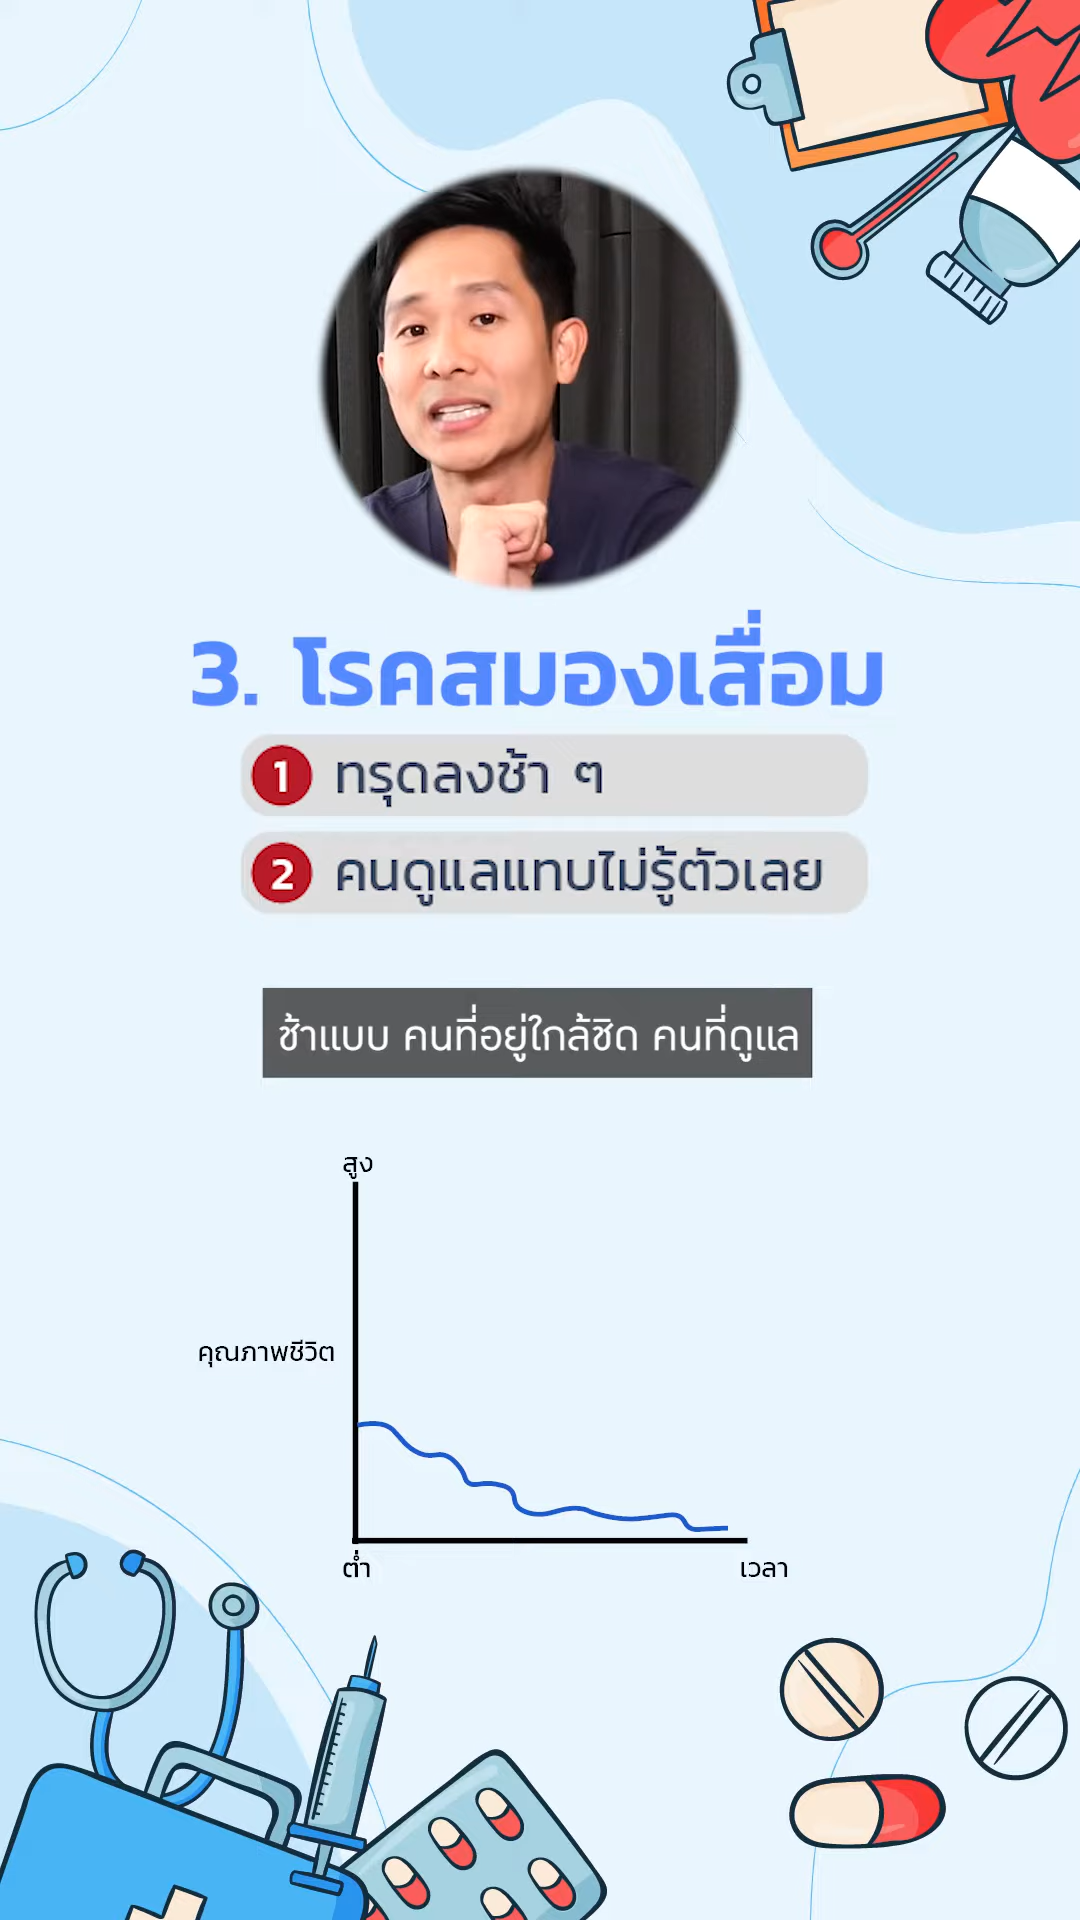 3. โรคสมองเสื่อม
1 ทรุดลงช้า ๆ
2 คนดูแลแทบไม่รู้ตัวเลย
ช้าแบบ คนที่อยู่ใกล้ชิด คนที่ดูแล
สูง
คุณภาพชีวิต
ต่ำ
เวลา